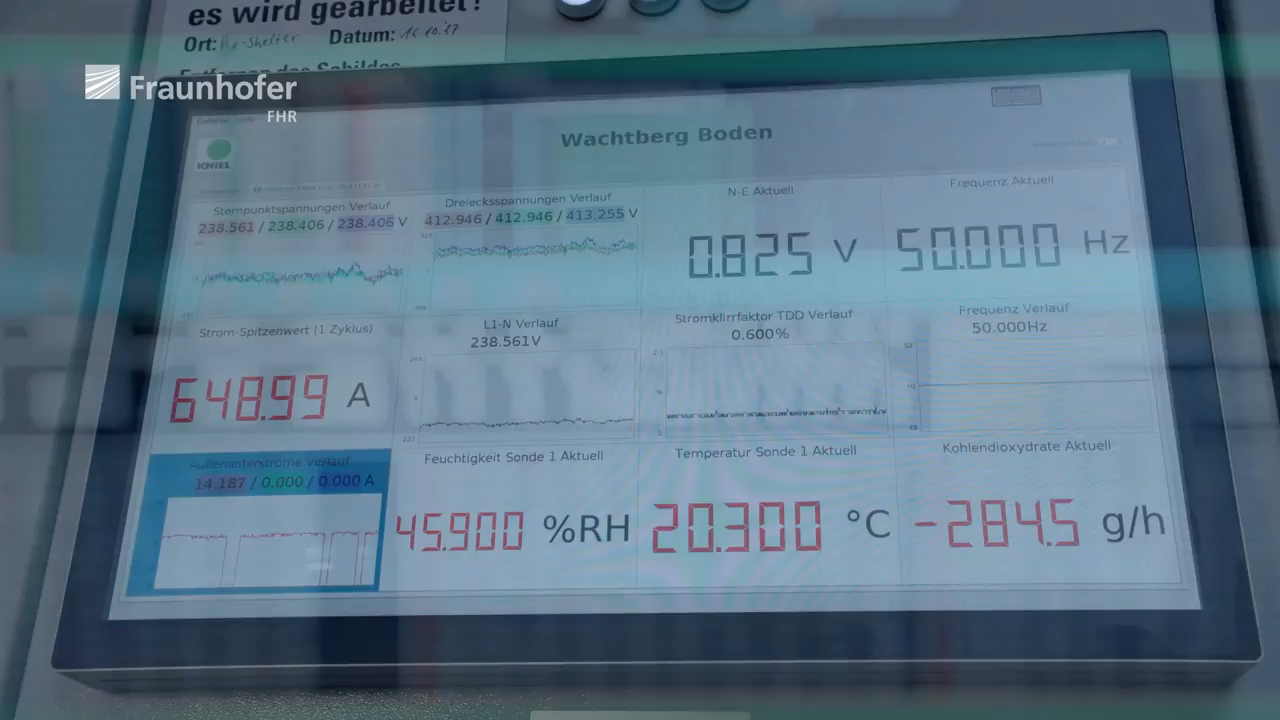 es wird gearbeitet!
Ort: Datum: 16.10.17
Entfernen des Schildes
Fraunhofer
FHR
Wachtberg Boden
KNIEL
Sternpunktspannungen Verlauf
238.561 / 238.406 / 238.406 V
Dreiecksspannungen Verlauf
412.946 / 412.946 / 413.255 V
N-E Aktuell
0.825 V
Frequenz Aktuell
50.000 Hz
Strom-Spitzenwert (1 Zyklus)
648.99 A
L1-N Verlauf
238.561V
Stromklirrfaktor TDD Verlauf
0.600%
Frequenz Verlauf
50.000Hz
Außenleiterströme Verlauf
14.187 / 0.000 / 0.000 A
Feuchtigkeit Sonde 1 Aktuell
45.900 %RH
Temperatur Sonde 1 Aktuell
20.300 °C
Kohlendioxydrate Aktuell
-284.5 g/h